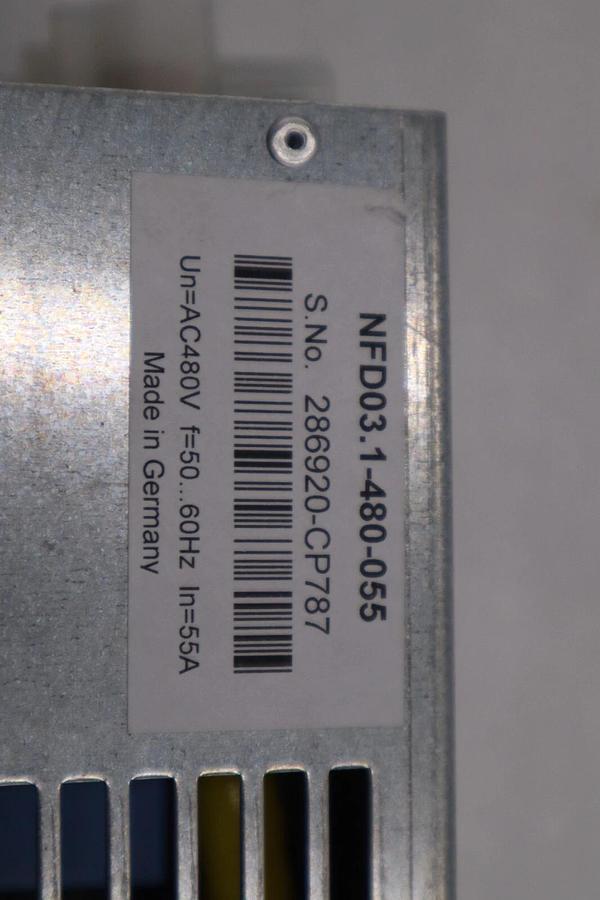 NFD03.1-480-055
S.No. 286920-CP787
Un=AC480V f=50...60Hz In=55A
Made in Germany